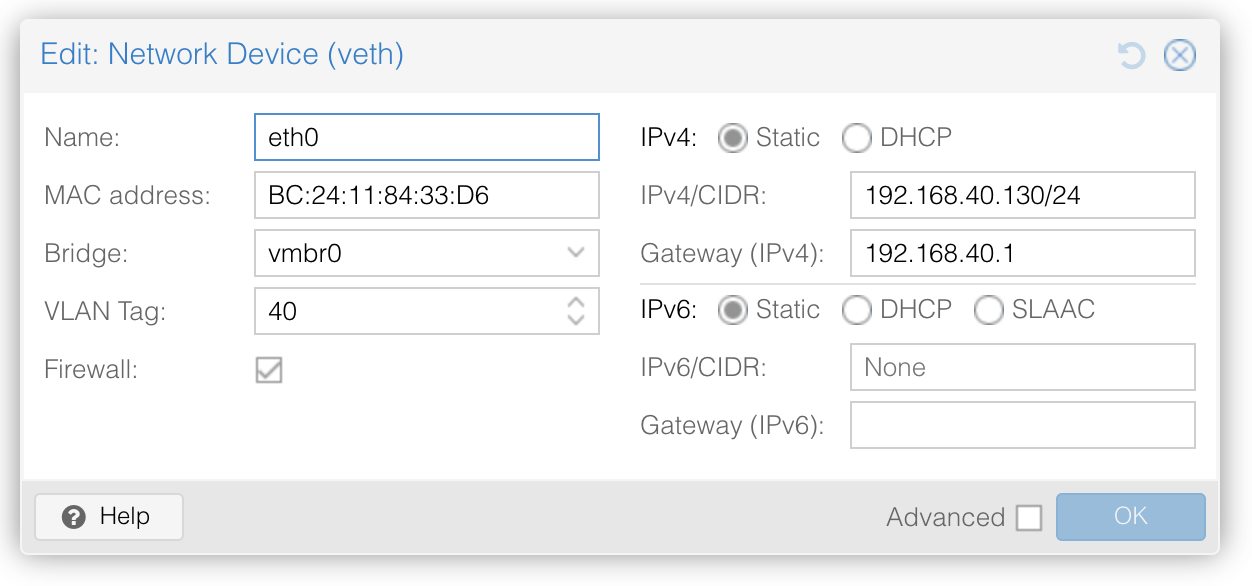 Edit: Network Device (veth)
Name: eth0
MAC address: BC:24:11:84:33:D6
Bridge: vmbr0
VLAN Tag: 40
Firewall:
IPv4: Static DHCP
IPv4/CIDR: 192.168.40.130/24
Gateway (IPv4): 192.168.40.1
IPv6: Static DHCP SLAAC
IPv6/CIDR: None
Gateway (IPv6):
? Help
Advanced OK